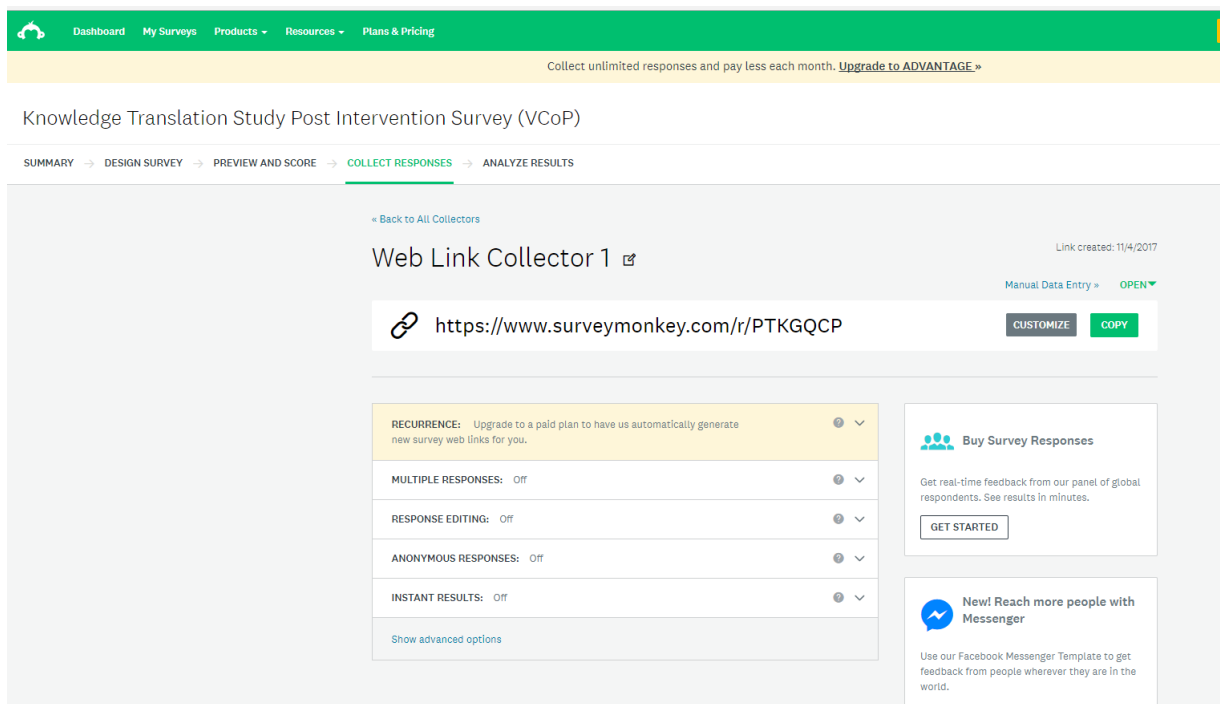 Dashboard My Surveys Products Resources Plans & Pricing
Collect unlimited responses and pay less each month. Upgrade to ADVANTAGE »
Knowledge Translation Study Post Intervention Survey (VCoP)
SUMMARY → DESIGN SURVEY → PREVIEW AND SCORE → COLLECT RESPONSES → ANALYZE RESULTS
« Back to All Collectors
Web Link Collector 1
Link created: 11/4/2017
Manual Data Entry » OPEN
https://www.surveymonkey.com/r/PTKGQCP
CUSTOMIZE COPY
RECURRENCE: Upgrade to a paid plan to have us automatically generate
new survey web links for you.
MULTIPLE RESPONSES: Off
RESPONSE EDITING: Off
ANONYMOUS RESPONSES: Off
INSTANT RESULTS: Off
Show advanced options
Buy Survey Responses
Get real-time feedback from our panel of global
respondents. See results in minutes.
GET STARTED
New! Reach more people with
Messenger
Use our Facebook Messenger Template to get
feedback from people wherever they are in the
world.